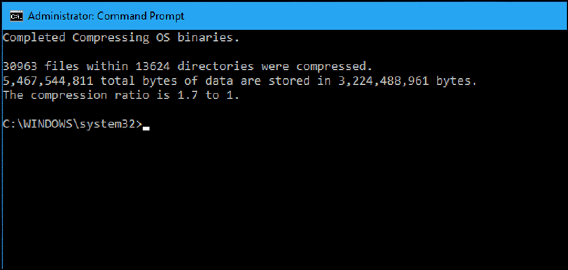 Administrator: Command Prompt
Completed Compressing OS binaries.
30963 files within 13624 directories were compressed.
5,467,544,811 total bytes of data are stored in 3,224,488,961 bytes.
The compression ratio is 1.7 to 1.
C:\WINDOWS\system32>